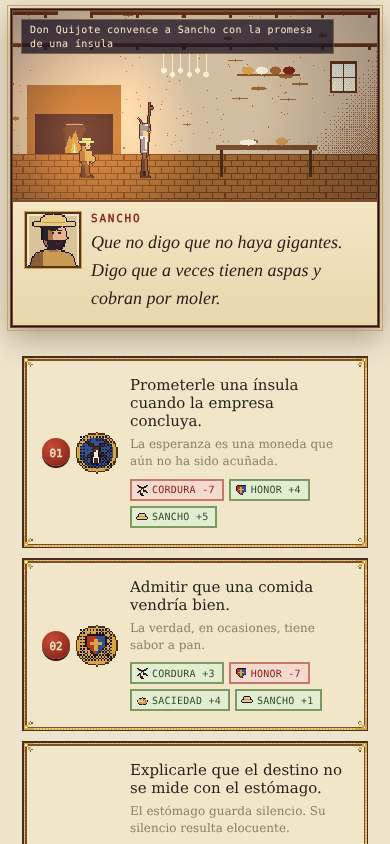 Don Quijote convence a Sancho con la promesa
de una ínsula
SANCHO
Que no digo que no haya gigantes.
Digo que a veces tienen aspas y
cobran por moler.
01
Prometerle una ínsula
cuando la empresa
concluya.
La esperanza es una moneda que
aún no ha sido acuñada.
CORDURA -7 HONOR +4
SANCHO +5
02
Admitir que una comida
vendría bien.
La verdad, en ocasiones, tiene
sabor a pan.
CORDURA +3 HONOR -7
SACIEDAD +4 SANCHO +1
Explicarle que el destino no
se mide con el estómago.
El estómago guarda silencio. Su
silencio resulta elocuente.